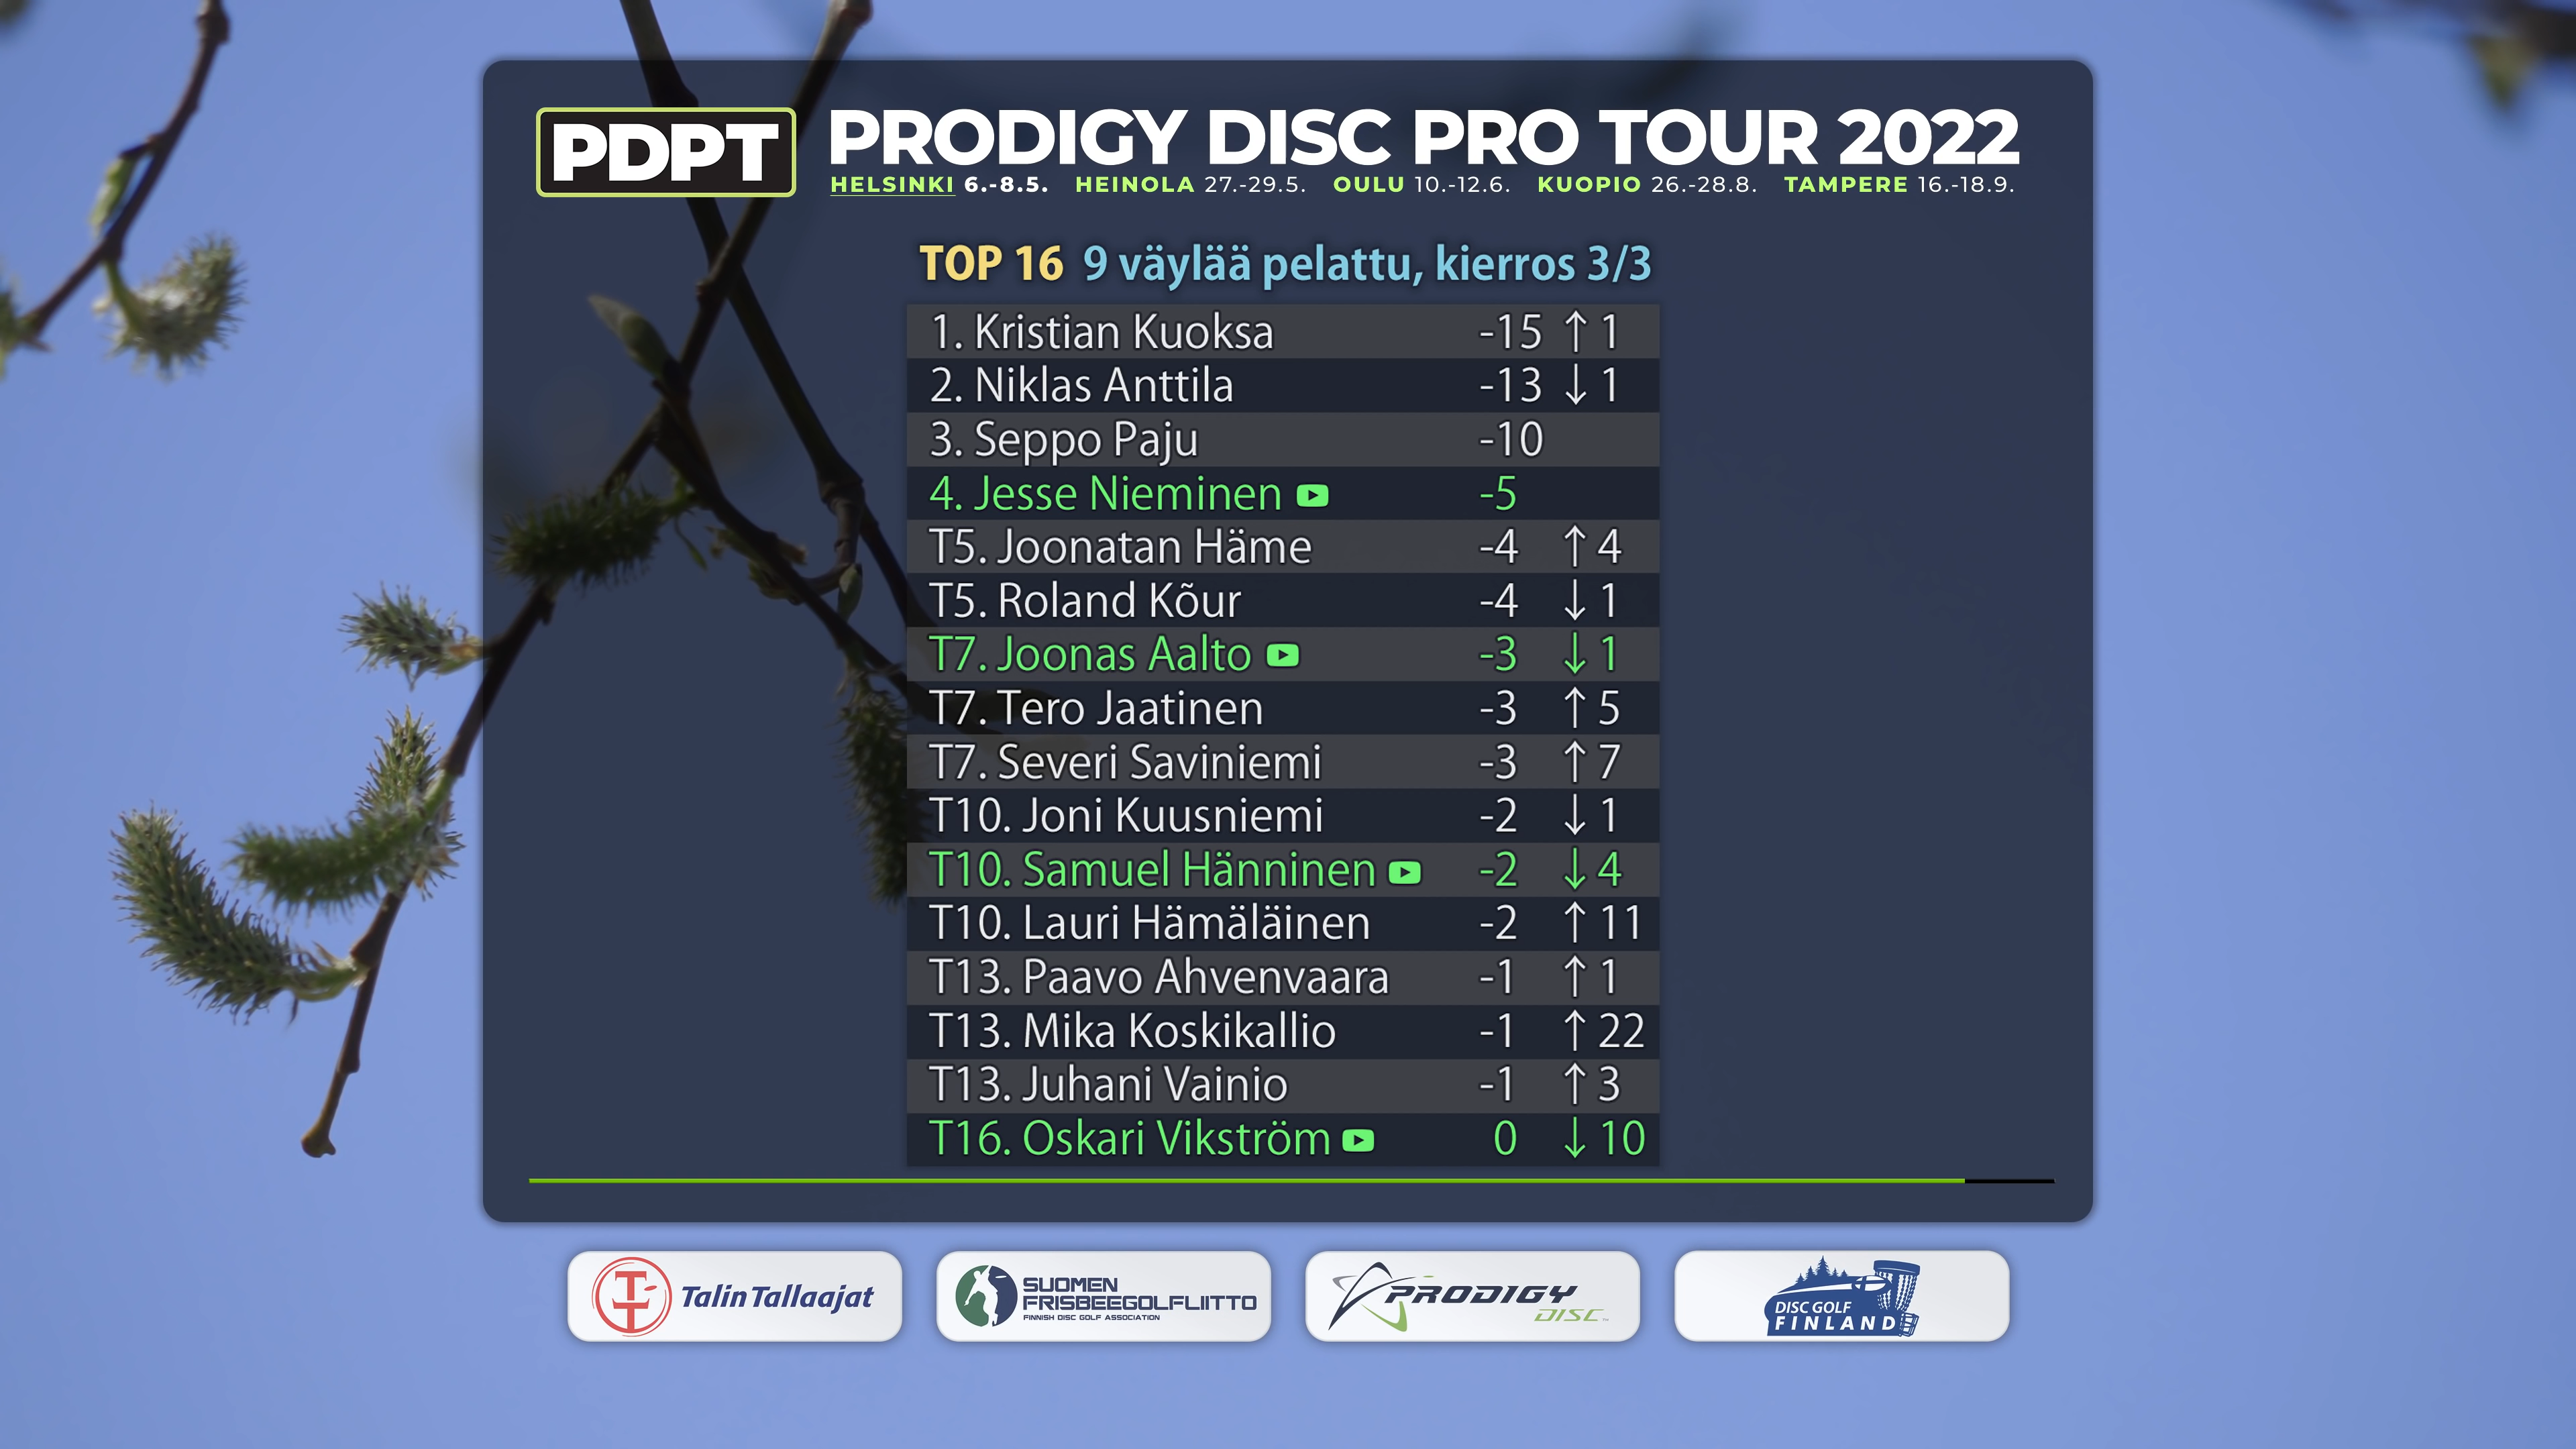 PDPT PRODIGY DISC PRO TOUR 2022
HELSINKI 6.-8.5. HEINOLA 27.-29.5. OULU 10.-12.6. KUOPIO 26.-28.8. TAMPERE 16.-18.9.
TOP 16 9 väylää pelattu, kierros 3/3
1. Kristian Kuoksa -15 ↑ 1
2. Niklas Anttila -13 ↓ 1
3. Seppo Paju -10
4. Jesse Nieminen -5
T5. Joonatan Häme -4 ↑ 4
T5. Roland Kõur -4 ↓ 1
T7. Joonas Aalto -3 ↓ 1
T7. Tero Jaatinen -3 ↑ 5
T7. Severi Saviniemi -3 ↑ 7
T10. Joni Kuusniemi -2 ↓ 1
T10. Samuel Hänninen -2 ↓ 4
T10. Lauri Hämäläinen -2 ↑ 11
T13. Paavo Ahvenvaara -1 ↑ 1
T13. Mika Koskikallio -1 ↑ 22
T13. Juhani Vainio -1 ↑ 3
T16. Oskari Vikström 0 ↓ 10
TT Talin Tallaajat
SUOMEN
FRISBEEGOLFLIITTO
FINNISH DISC GOLF ASSOCIATION
PRODIGY
DISC™
DISC GOLF
FINLAND